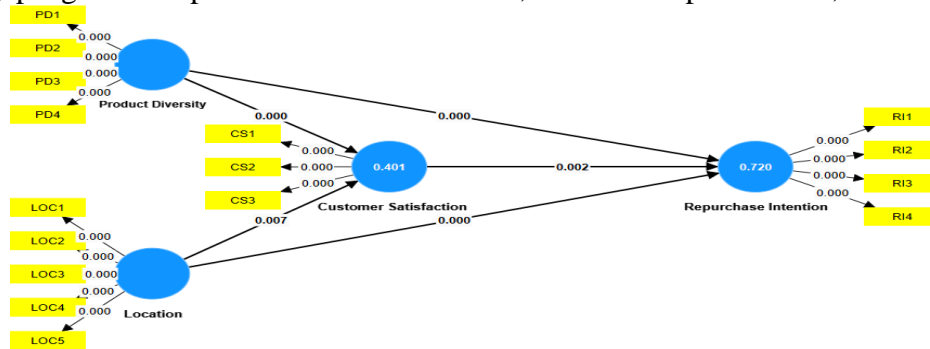 PD1
0.000
PD2
0.000
0.000
PD3
0.000
PD4
Product Diversity
0.000
0.000
CS1
0.000
CS2
0.000
CS3
0.000
0.401
Customer Satisfaction
0.002
0.720
Repurchase Intention
RI1
0.000
RI2
0.000
0.000
RI3
0.000
RI4
0.007
0.000
LOC1
0.000
LOC2
0.000
LOC3
0.000
0.000
LOC4
0.000
LOC5
Location